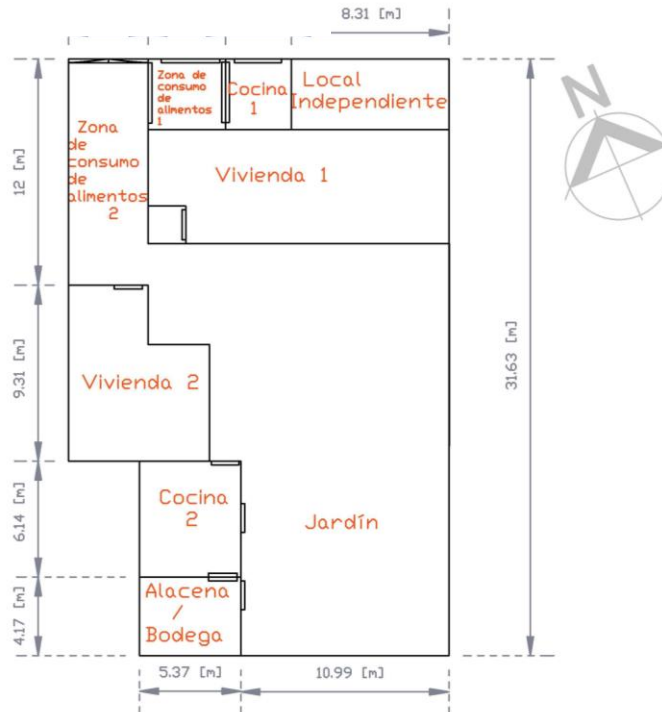 8.31 [m]
Zona de
consumo
de
alimentos
1
Cocina
1
Local
Independiente
N
Zona
de
consumo
de
alimentos
2
12 [m]
Vivienda 1
31.63 [m]
9.31 [m]
Vivienda 2
6.14 [m]
Cocina
2
Jardín
4.17 [m]
Alacena
/
Bodega
5.37 [m]
10.99 [m]